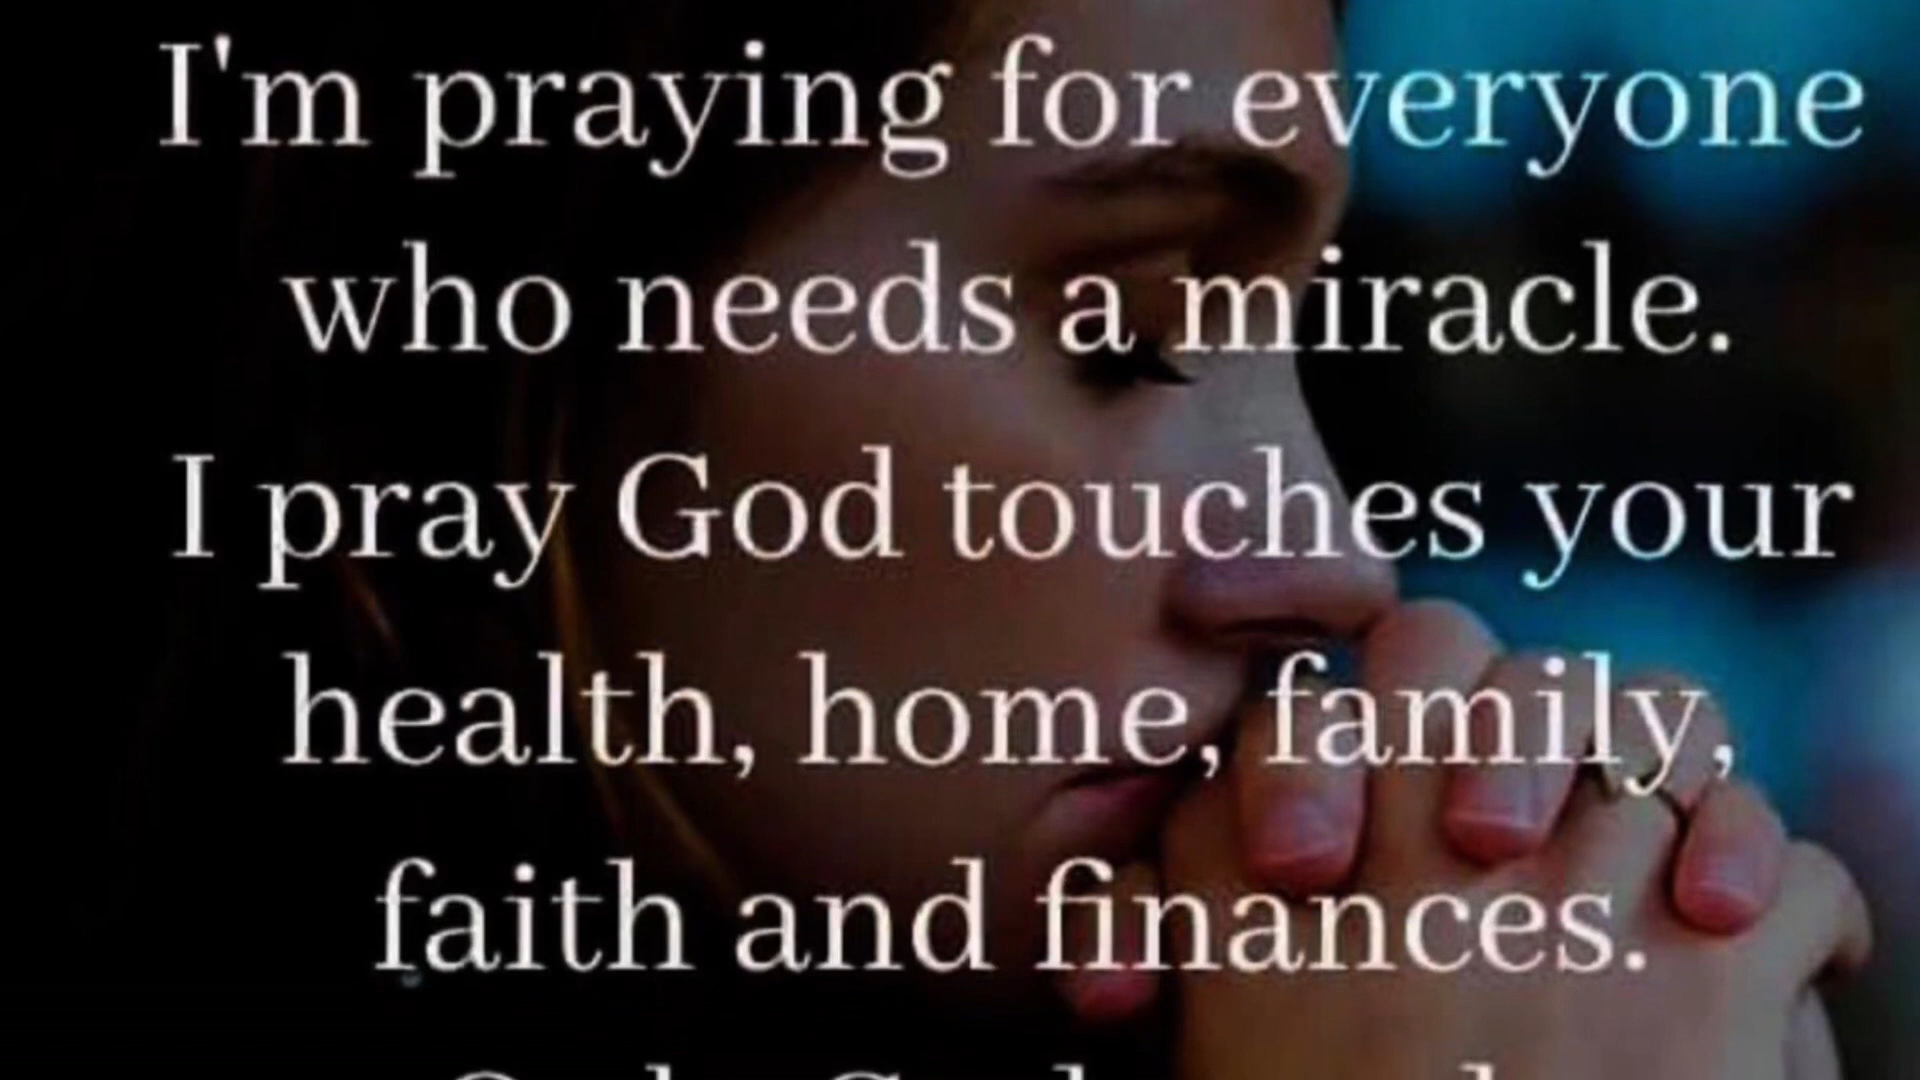 I'm praying for everyone
who needs a miracle.
I pray God touches your
health, home, family,
faith and finances.